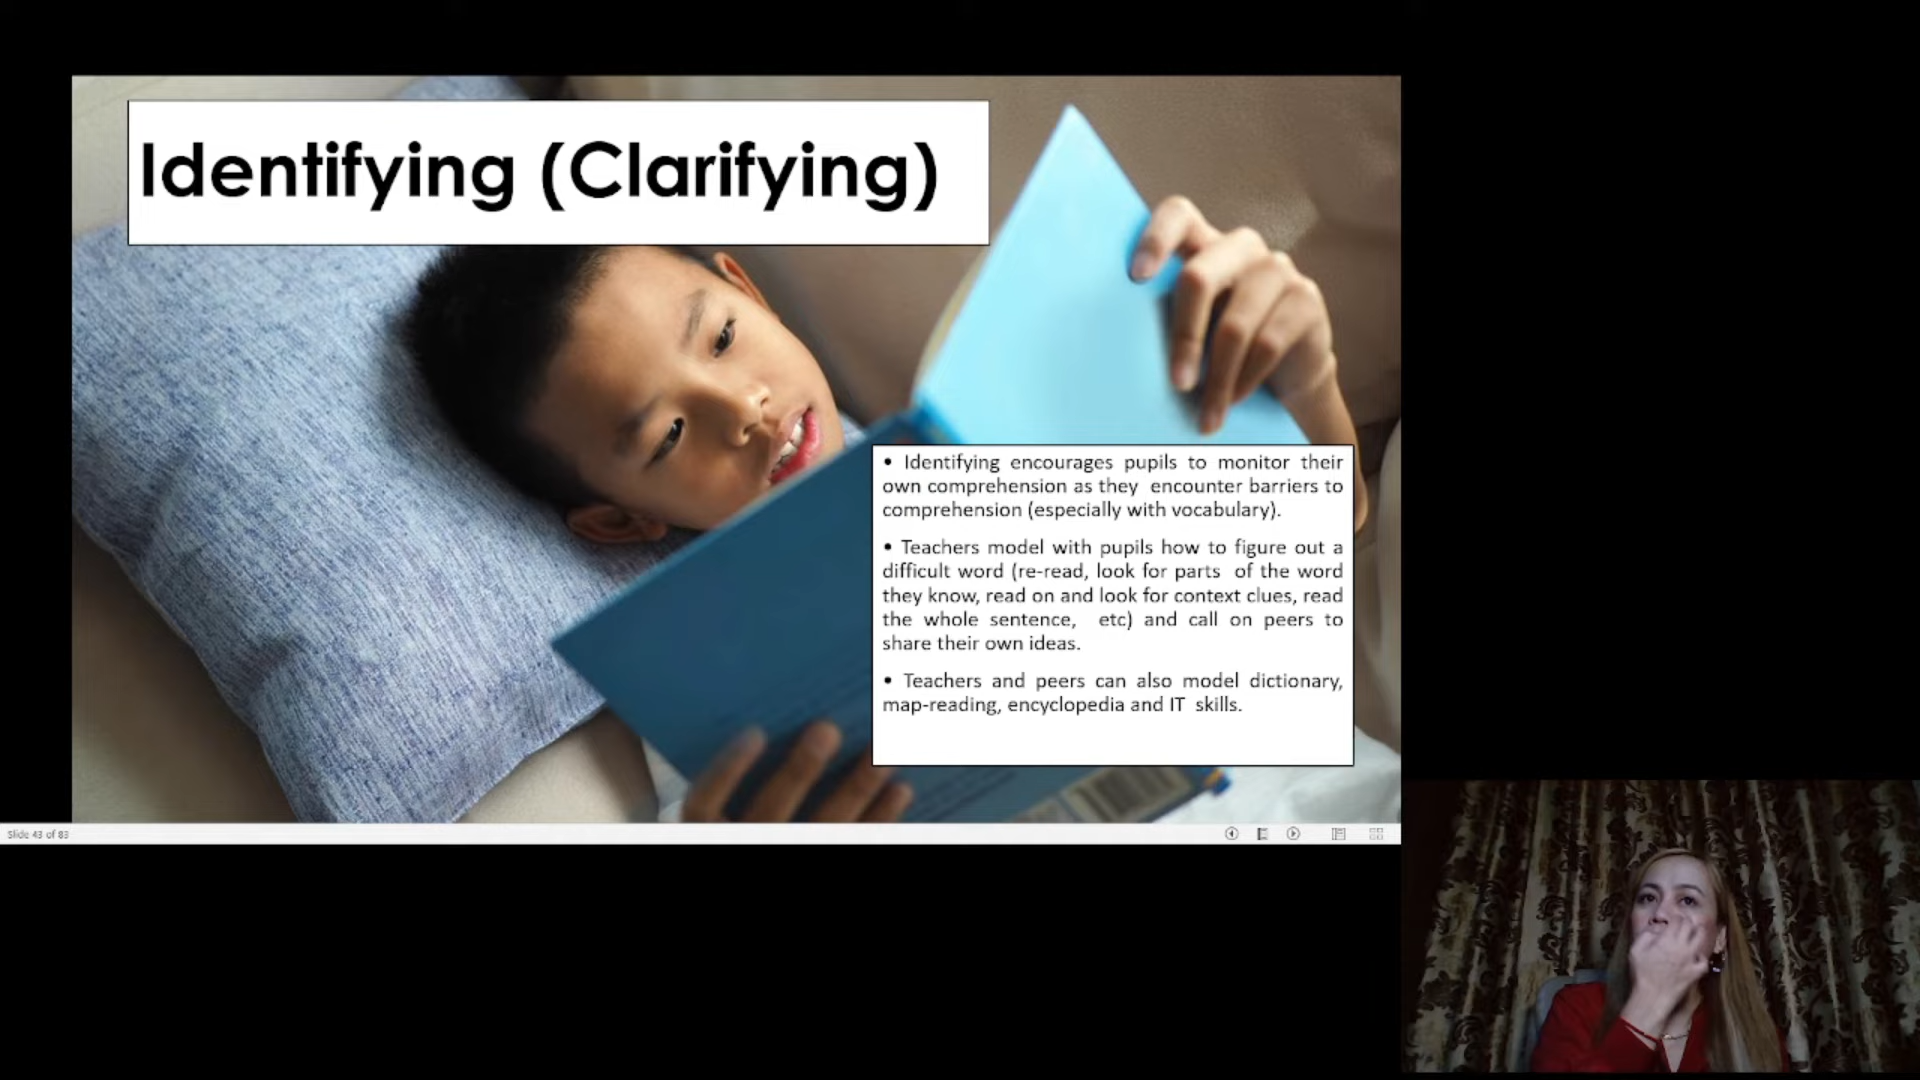 Identifying (Clarifying)
• Identifying encourages pupils to monitor their
own comprehension as they encounter barriers to
comprehension (especially with vocabulary).
• Teachers model with pupils how to figure out a
difficult word (re-read, look for parts of the word
they know, read on and look for context clues, read
the whole sentence, etc) and call on peers to
share their own ideas.
• Teachers and peers can also model dictionary,
map-reading, encyclopedia and IT skills.
Slide 43 of 83